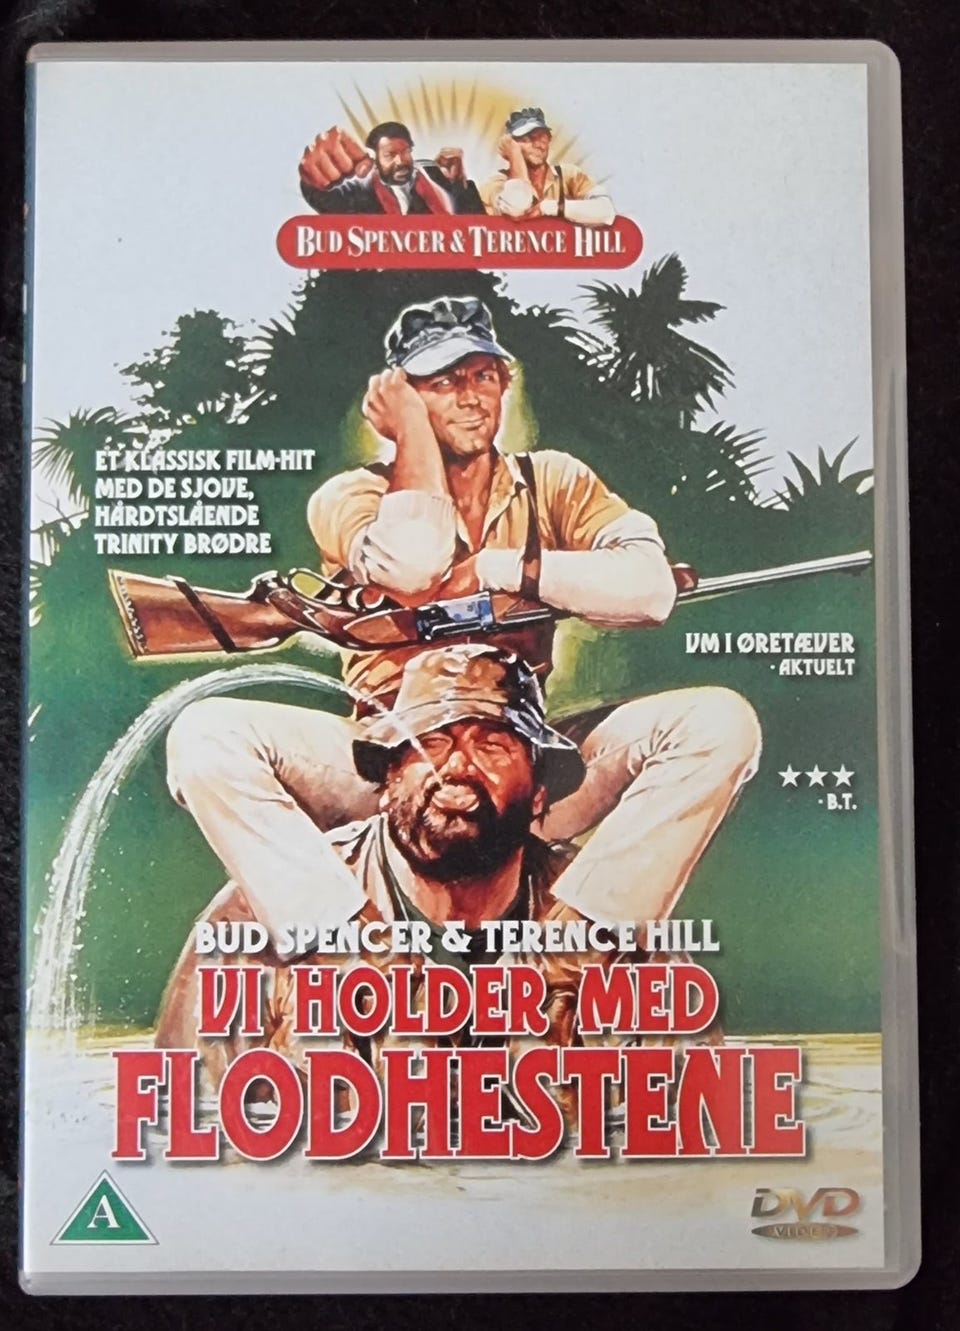 BUD SPENCER & TERENCE HILL
ET KLASSISK FILM-HIT
MED DE SJOVE,
HÅRDTSLÅENDE
TRINITY BRØDRE
VM I ØRETÆVER
· AKTUELT
★★★
· B.T.
BUD SPENCER & TERENCE HILL
VI HOLDER MED
FLODHESTENE
A
DVD
VIDEO